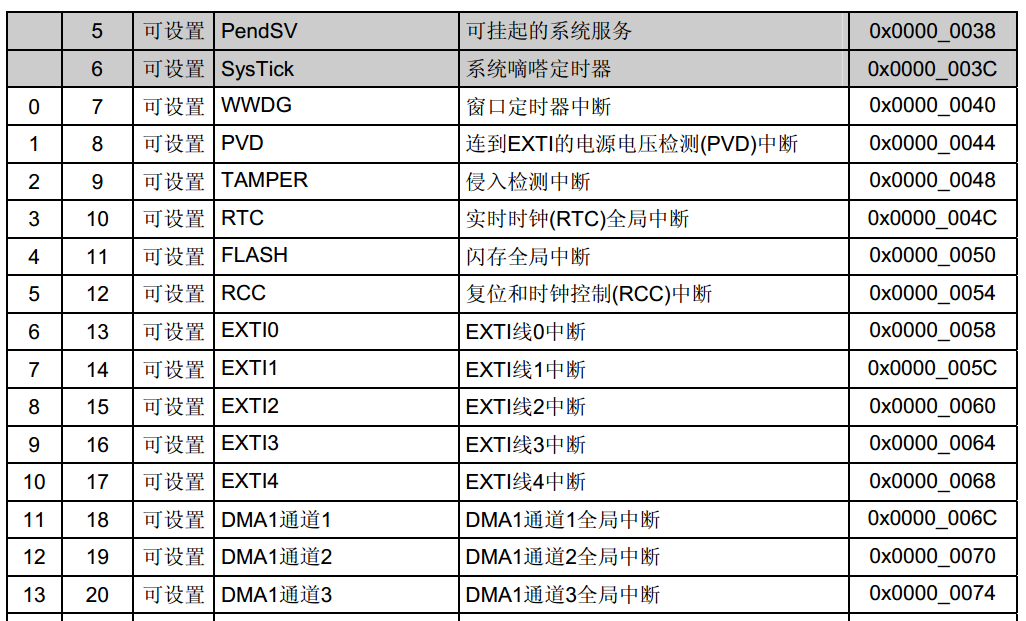 5 可设置 PendSV 可挂起的系统服务 0x0000_0038
6 可设置 SysTick 系统嘀嗒定时器 0x0000_003C
0 7 可设置 WWDG 窗口定时器中断 0x0000_0040
1 8 可设置 PVD 连到EXTI的电源电压检测(PVD)中断 0x0000_0044
2 9 可设置 TAMPER 侵入检测中断 0x0000_0048
3 10 可设置 RTC 实时时钟(RTC)全局中断 0x0000_004C
4 11 可设置 FLASH 闪存全局中断 0x0000_0050
5 12 可设置 RCC 复位和时钟控制(RCC)中断 0x0000_0054
6 13 可设置 EXTI0 EXTI线0中断 0x0000_0058
7 14 可设置 EXTI1 EXTI线1中断 0x0000_005C
8 15 可设置 EXTI2 EXTI线2中断 0x0000_0060
9 16 可设置 EXTI3 EXTI线3中断 0x0000_0064
10 17 可设置 EXTI4 EXTI线4中断 0x0000_0068
11 18 可设置 DMA1通道1 DMA1通道1全局中断 0x0000_006C
12 19 可设置 DMA1通道2 DMA1通道2全局中断 0x0000_0070
13 20 可设置 DMA1通道3 DMA1通道3全局中断 0x0000_0074